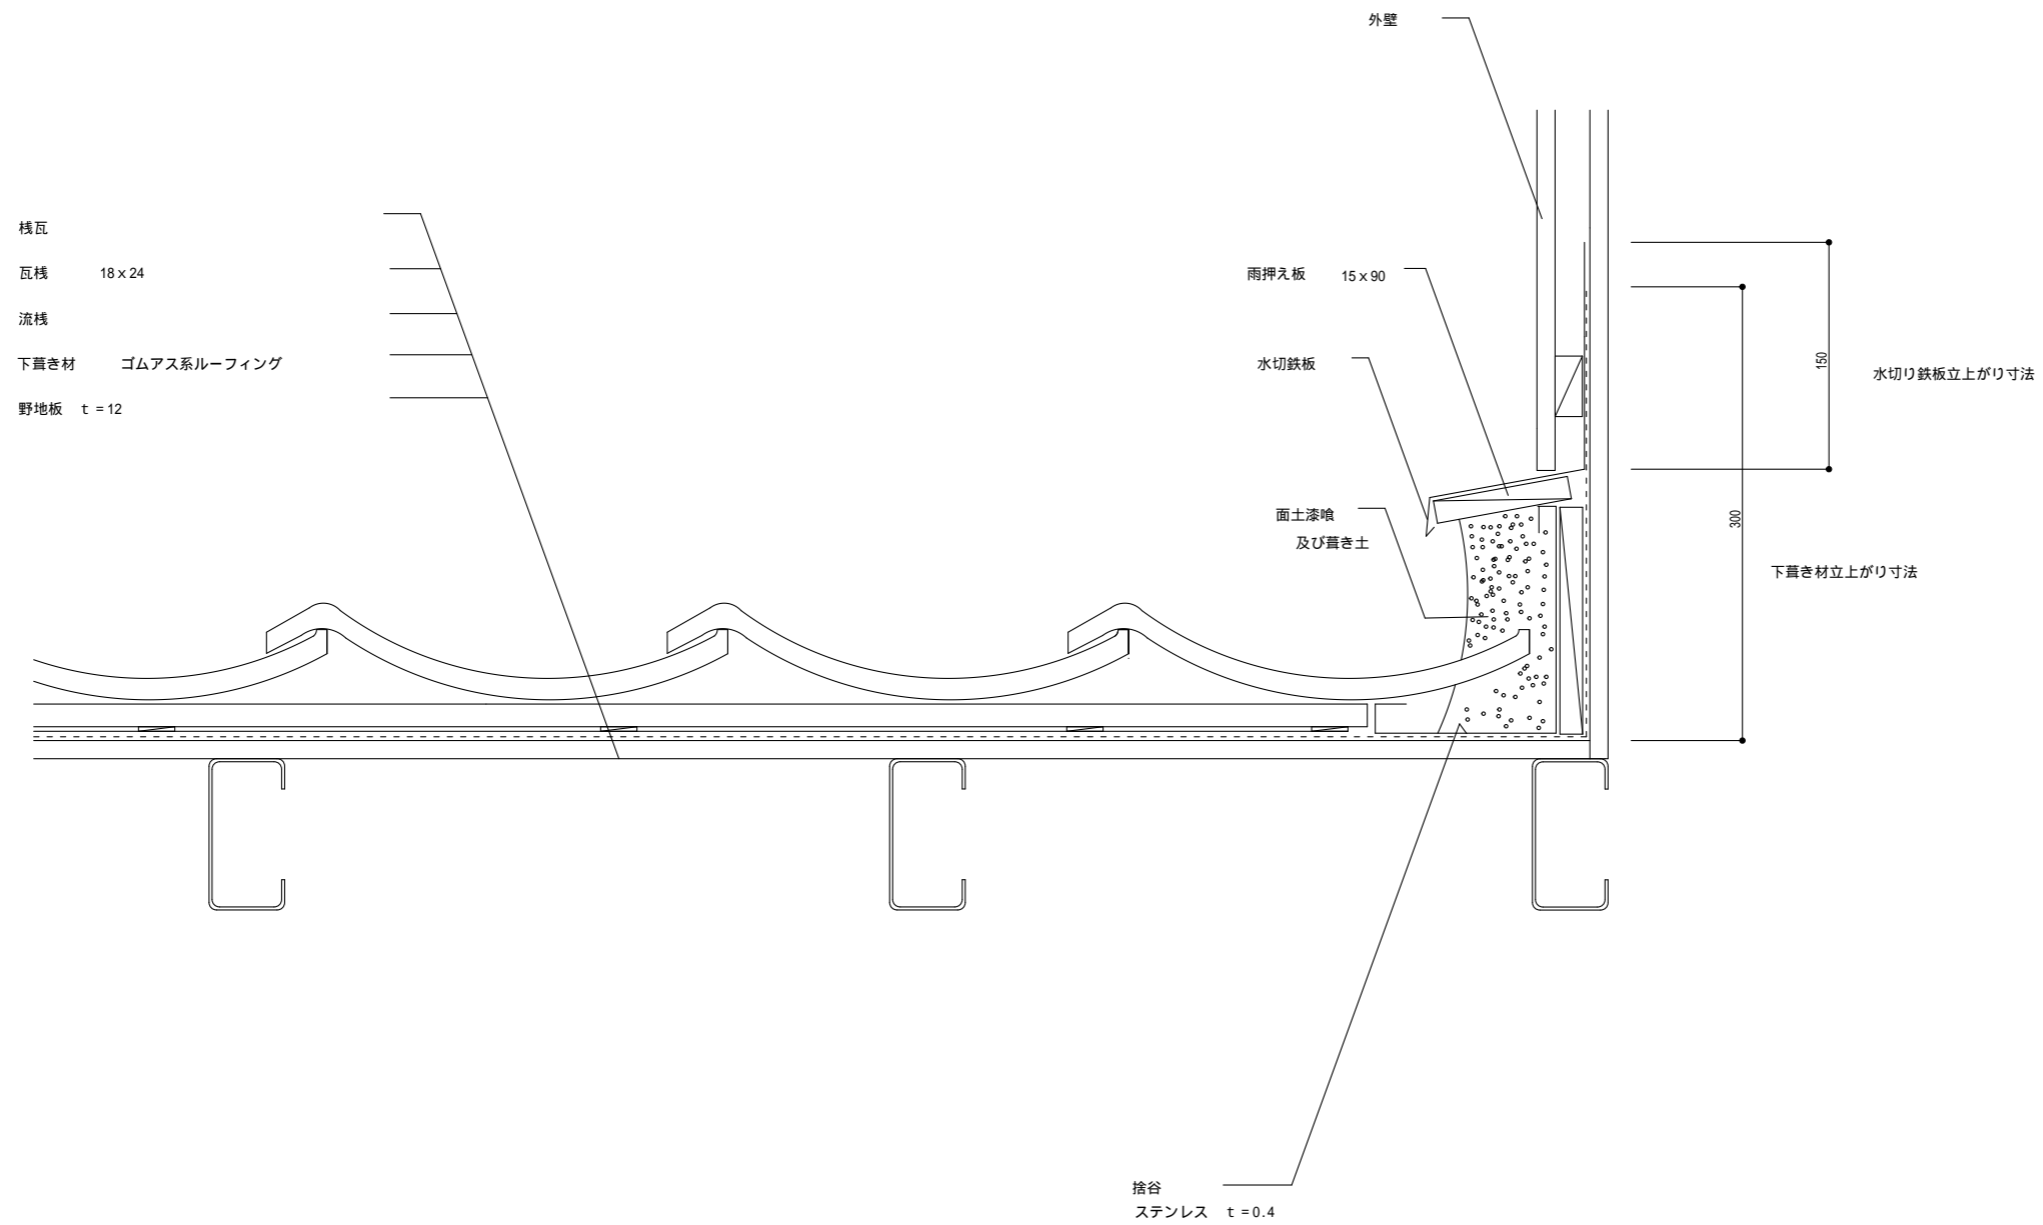 外壁
桟瓦
瓦桟 18x24
流桟
下葺き材 ゴムアス系ルーフィング
野地板 t=12
雨押え板 15x90
水切鉄板
面土漆喰
及び葺き土
150
水切り鉄板立上がり寸法
300
下葺き材立上がり寸法
捨谷
ステンレス t=0.4